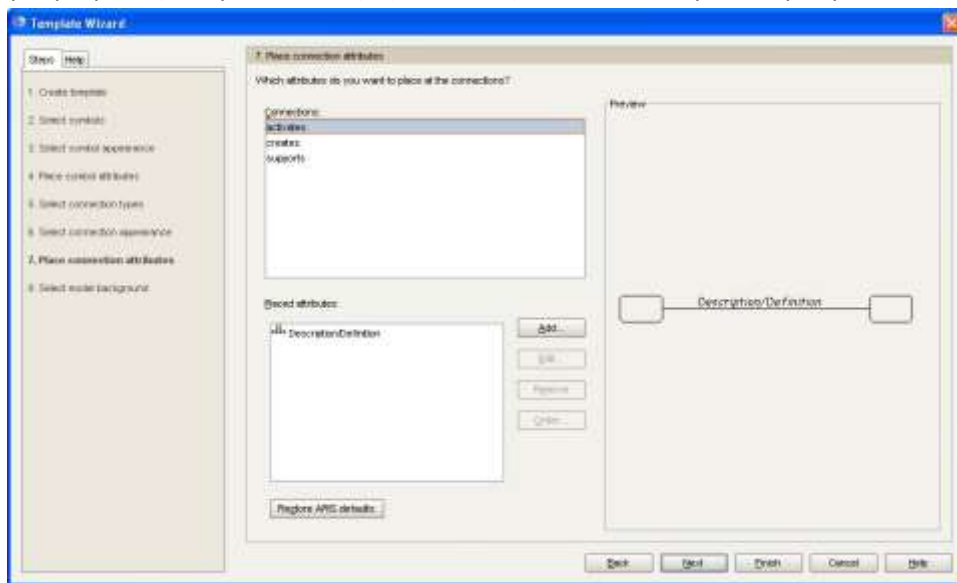 Template Wizard
Steps Help
1. Create template
2. Select symbols
3. Select symbol appearance
4. Place symbol attributes
5. Select connection types
6. Select connection appearance
7. Place connection attributes
8. Select model background
7. Place connection attributes
Which attributes do you want to place at the connections?
Connections:
activates
creates
supports
Placed attributes:
Description/Definition
Add...
Edit...
Remove
Order...
Restore ARIS defaults
Preview
Description/Definition
Back Next Finish Cancel Help